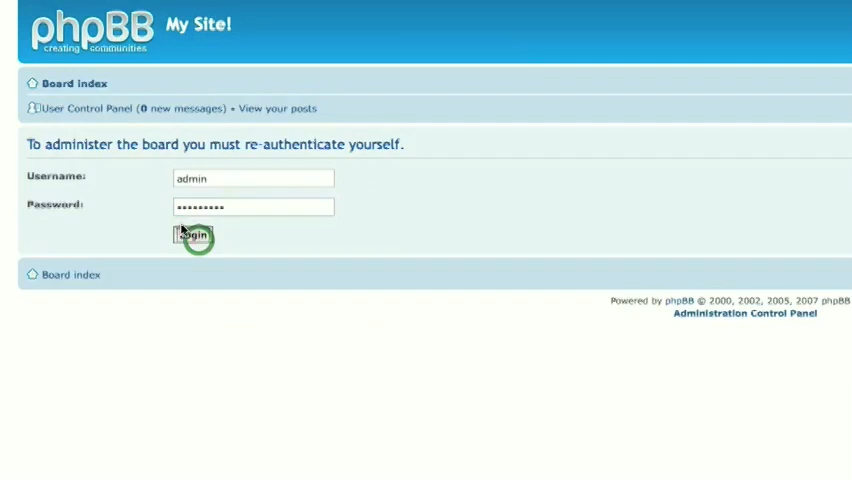 phpBB My Site!
creating communities
Board index
User Control Panel (0 new messages) • View your posts
To administer the board you must re-authenticate yourself.
Username: admin
Password: •••••••••
Login
Board index
Powered by phpBB © 2000, 2002, 2005, 2007 phpBB
Administration Control Panel